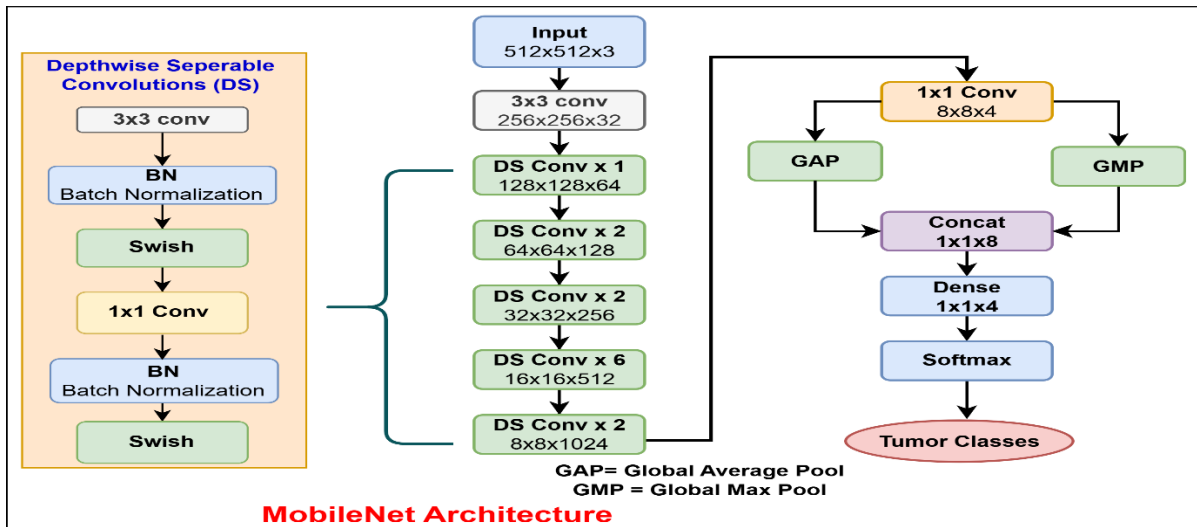 Depthwise Seperable
Convolutions (DS)
3x3 conv
BN
Batch Normalization
Swish
1x1 Conv
BN
Batch Normalization
Swish
Input
512x512x3
3x3 conv
256x256x32
DS Conv x 1
128x128x64
DS Conv x 2
64x64x128
DS Conv x 2
32x32x256
DS Conv x 6
16x16x512
DS Conv x 2
8x8x1024
1x1 Conv
8x8x4
GAP
GMP
Concat
1x1x8
Dense
1x1x4
Softmax
Tumor Classes
GAP= Global Average Pool
GMP = Global Max Pool
MobileNet Architecture